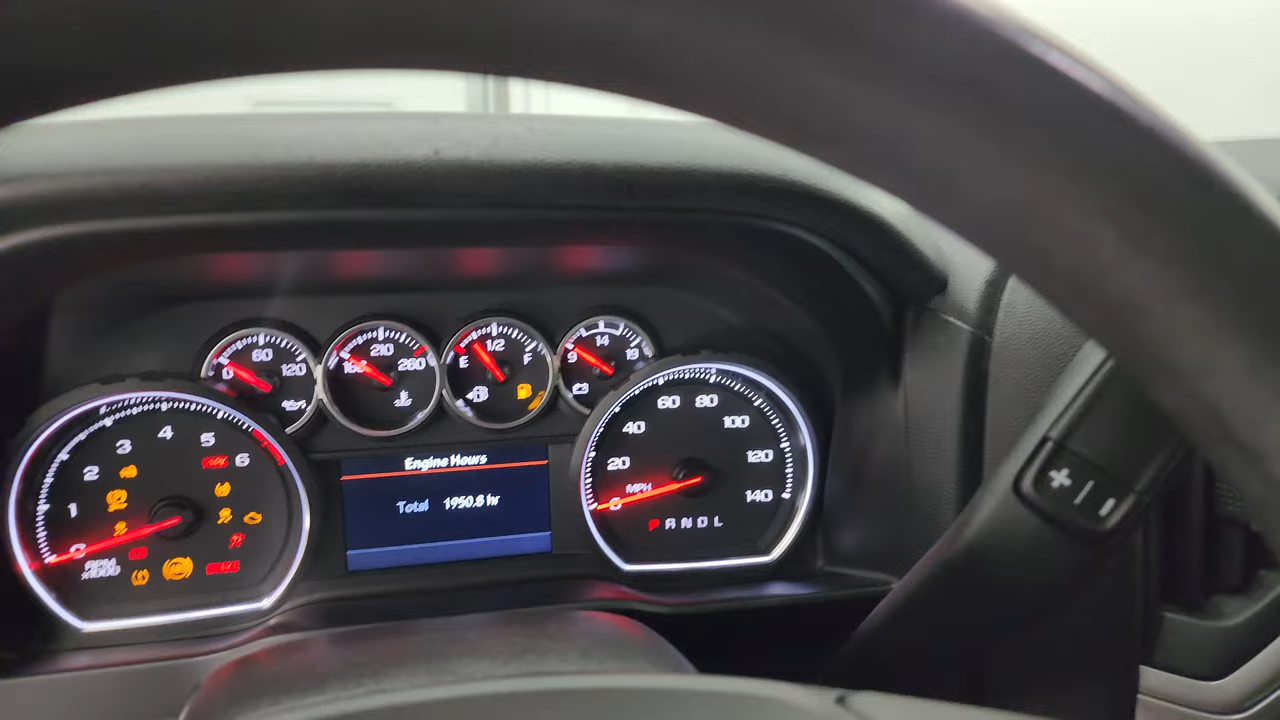 0 60 120
160 210 260
E 1/2 F
9 14 19
0 1 2 3 4 5 6
RPM
x1000
Engine Hours
Total 1950.8 hr
0 20 40 60 80 100 120 140
MPH
P R N D L
+ -